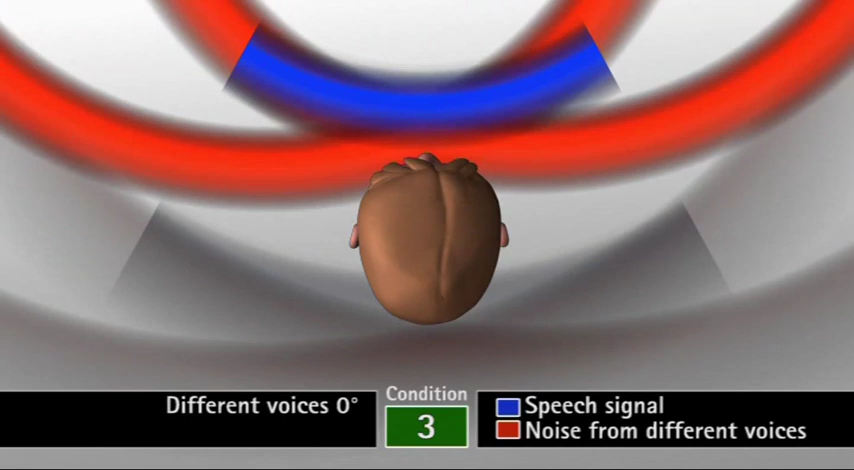 Different voices 0°
Condition
3
Speech signal
Noise from different voices